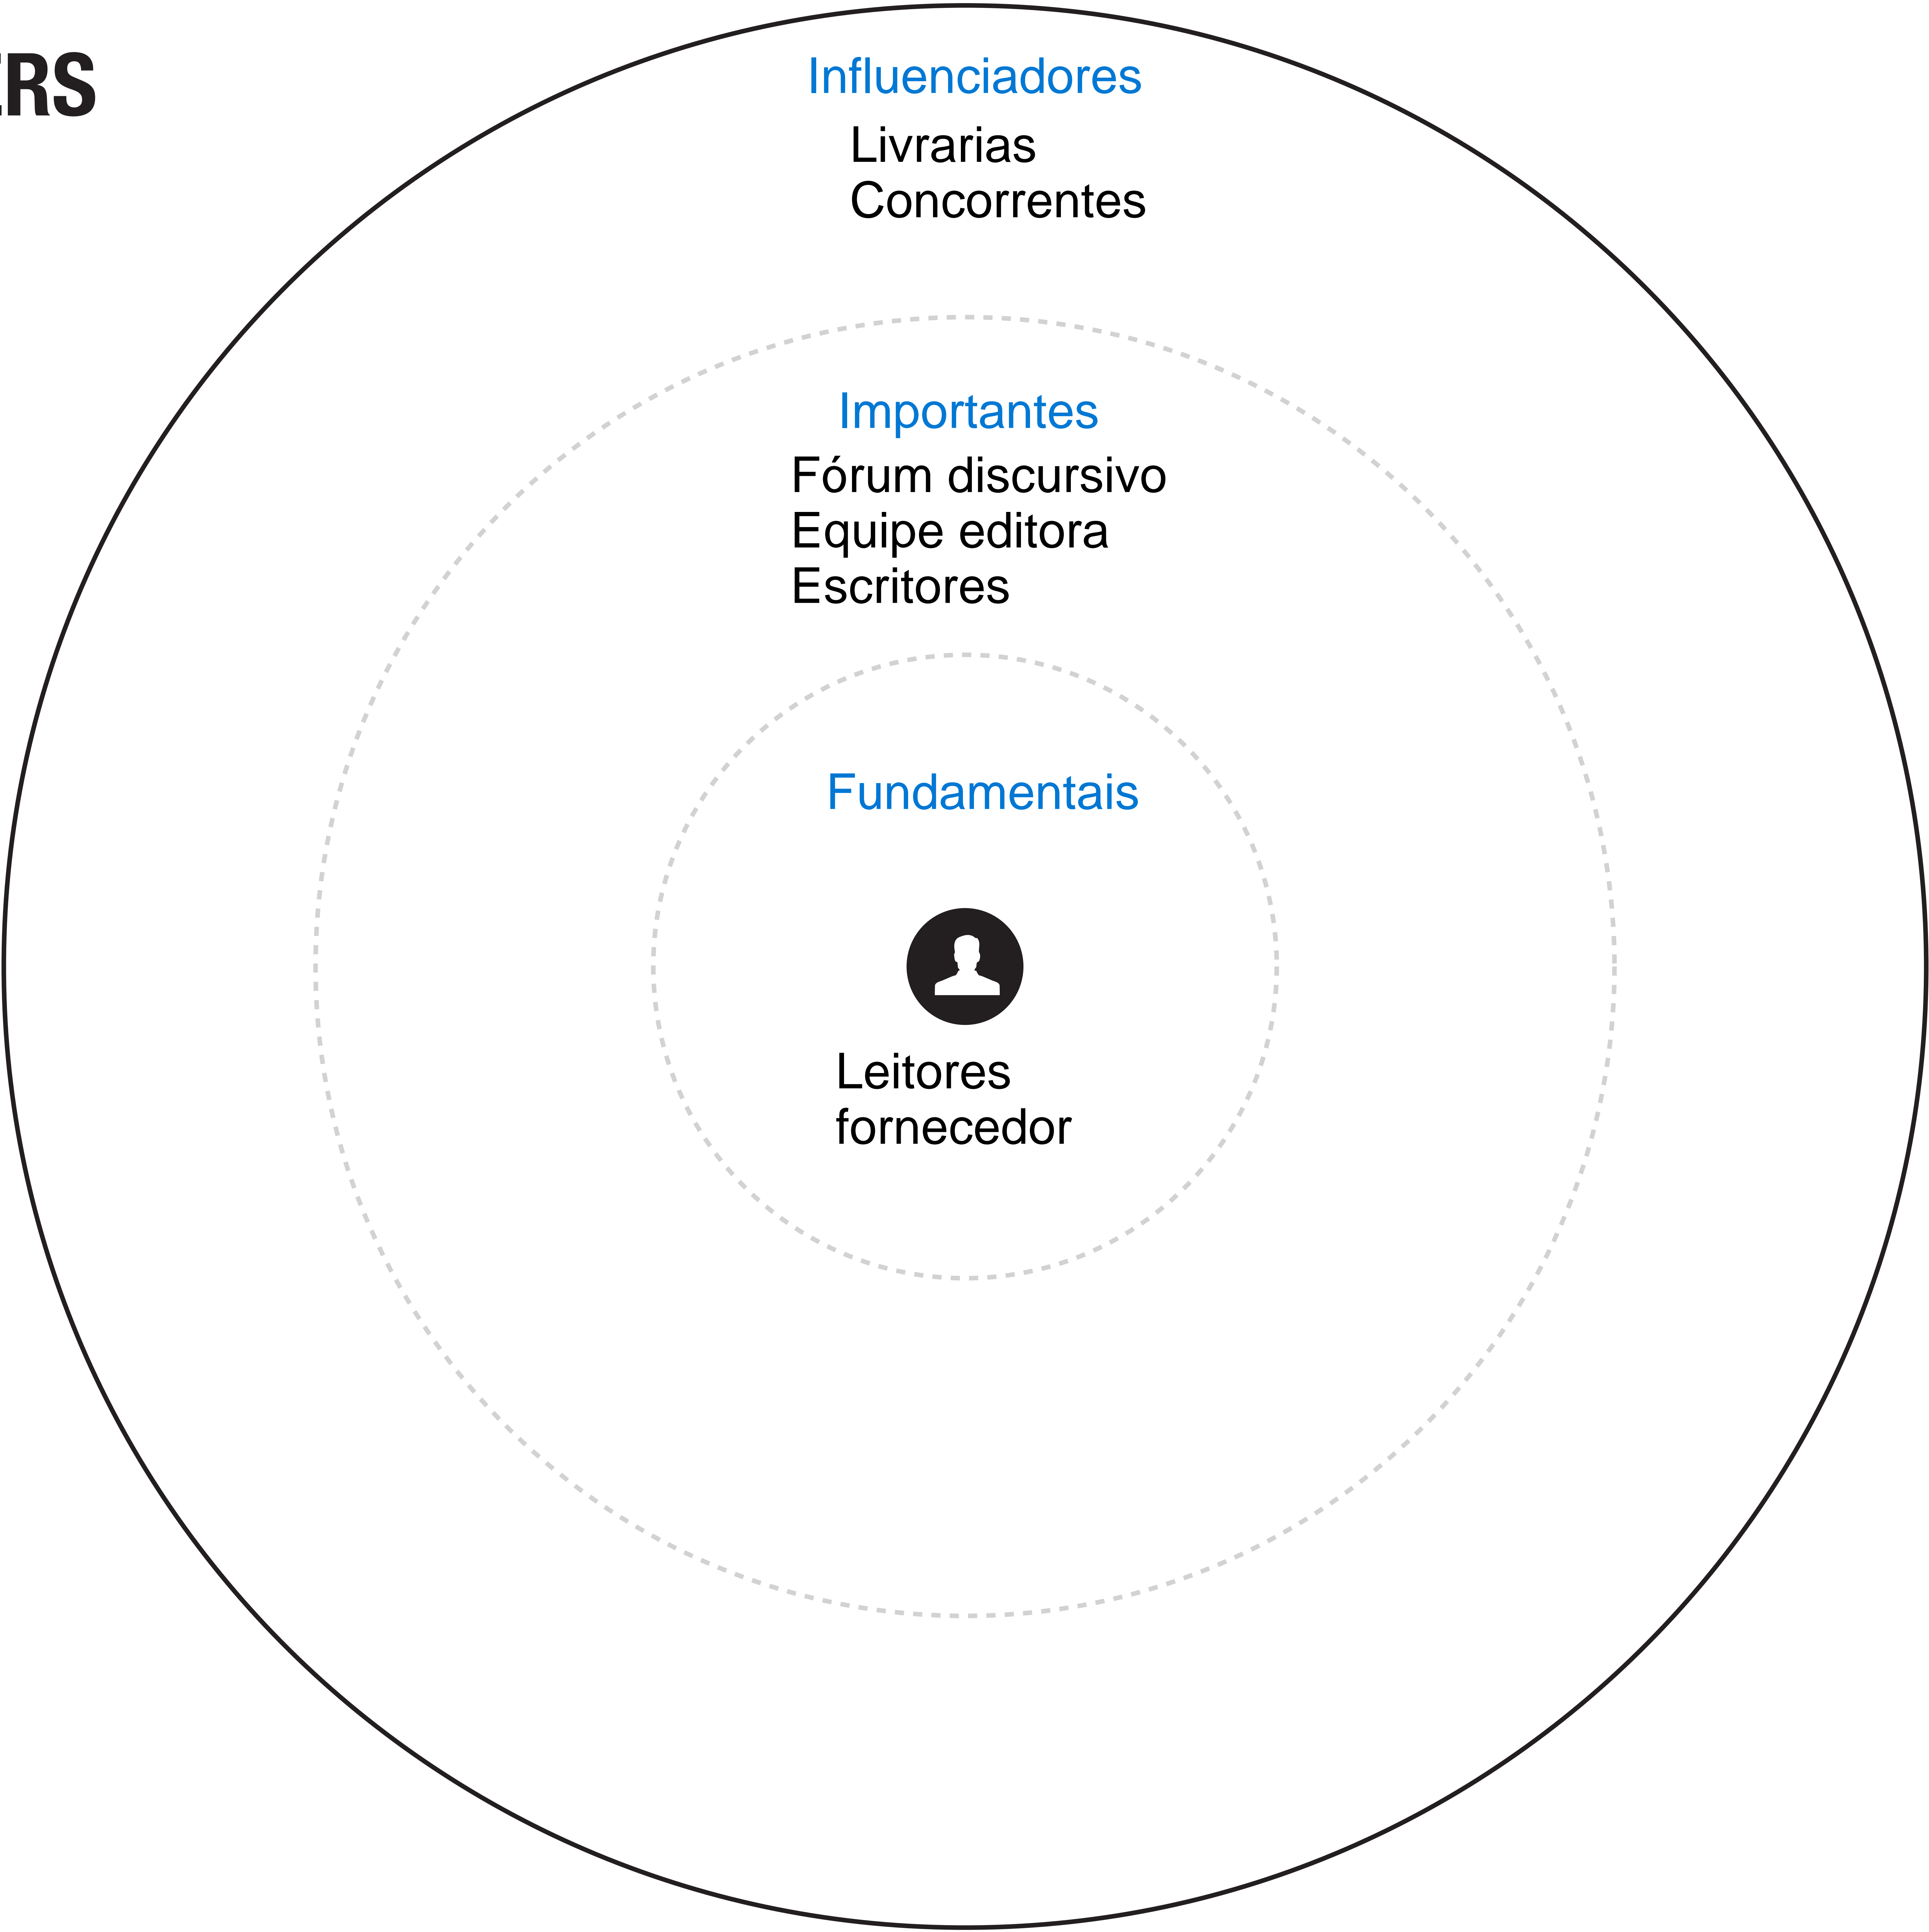 ERS
Influenciadores
Livrarias
Concorrentes
Importantes
Fórum discursivo
Equipe editora
Escritores
Fundamentais
Leitores
fornecedor